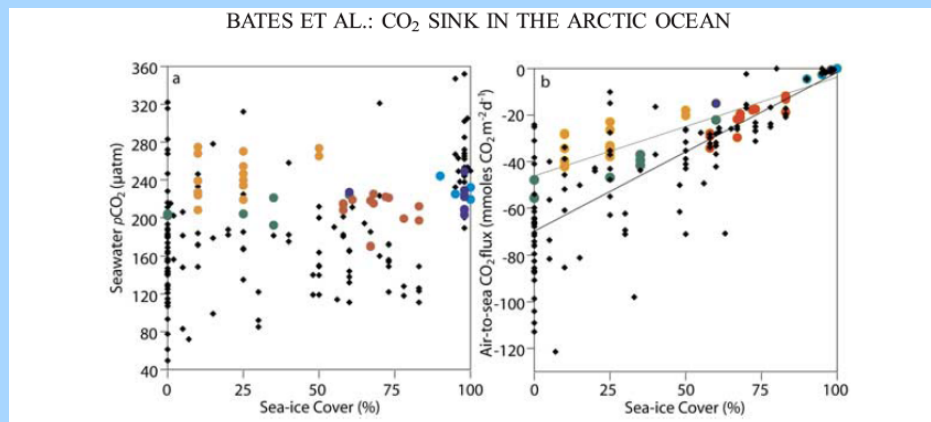 BATES ET AL.: CO₂ SINK IN THE ARCTIC OCEAN
a
Seawater pCO₂ (µatm)
360
320
280
240
200
160
120
80
40
0 25 50 75 100
Sea-ice Cover (%)
b
Air-to-sea CO₂ flux (mmoles CO₂ m⁻² d⁻¹)
0
-20
-40
-60
-80
-100
-120
0 25 50 75 100
Sea-ice Cover (%)